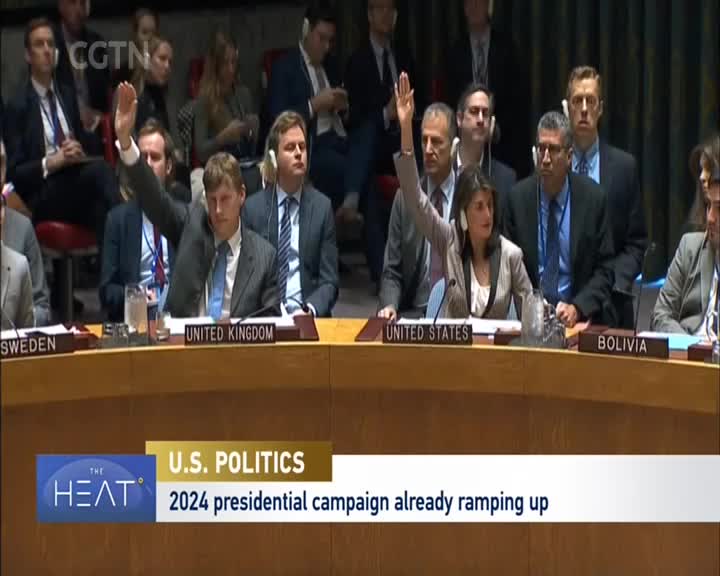 CGTN
SWEDEN
UNITED KINGDOM
UNITED STATES
BOLIVIA
THE
HEAT
U.S. POLITICS
2024 presidential campaign already ramping up